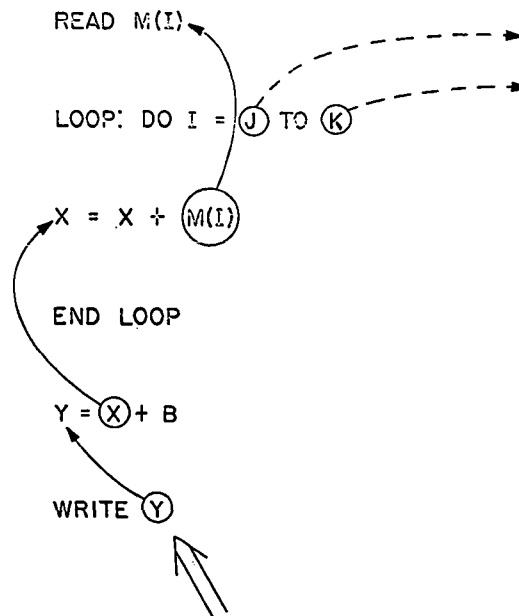 READ M(I)
LOOP: DO I = J TO K
X = X + M(I)
END LOOP
Y = X + B
WRITE Y